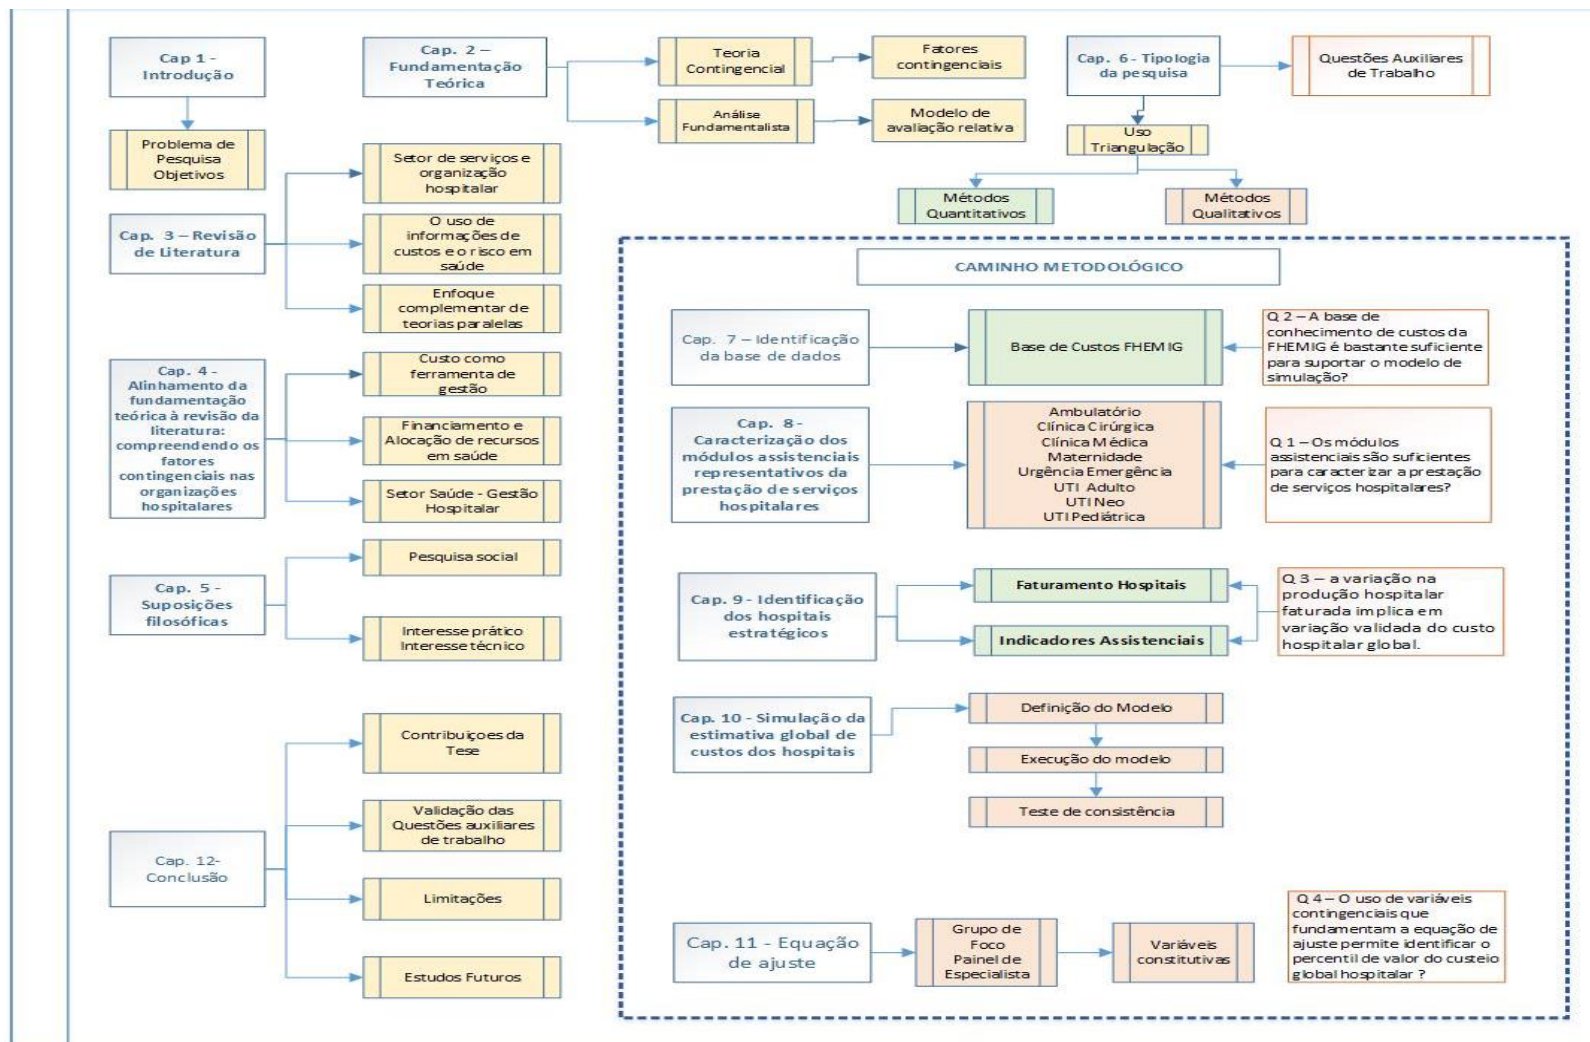 Cap 1 -
Introdução
Problema de
Pesquisa
Objetivos
Cap. 2 –
Fundamentação
Teórica
Teoria
Contingencial
Fatores
contingenciais
Análise
Fundamentalista
Modelo de
avaliação relativa
Cap. 6 - Tipologia
da pesquisa
Questões Auxiliares
de Trabalho
Uso
Triangulação
Métodos
Quantitativos
Métodos
Qualitativos
Cap. 3 – Revisão
de Literatura
Setor de serviços e
organização
hospitalar
O uso de
informações de
custos e o risco em
saúde
Enfoque
complementar de
teorias paralelas
Cap. 4 -
Alinhamento da
fundamentação
teórica à revisão da
literatura:
compreendendo os
fatores
contingenciais nas
organizações
hospitalares
Custo como
ferramenta de
gestão
Financiamento e
Alocação de recursos
em saúde
Setor Saúde - Gestão
Hospitalar
Cap. 5 -
Suposições
filosóficas
Pesquisa social
Interesse prático
Interesse técnico
Cap. 12-
Conclusão
Contribuiçoes da
Tese
Validação das
Questões auxiliares
de trabalho
Limitações
Estudos Futuros
CAMINHO METODOLÓGICO
Cap. 7 – Identificação
da base de dados
Base de Custos FHEMIG
Q 2 – A base de
conhecimento de custos da
FHEMIG é bastante suficiente
para suportar o modelo de
simulação?
Cap. 8 -
Caracterização dos
módulos assistenciais
representativos da
prestação de serviços
hospitalares
Ambulatório
Clínica Cirúrgica
Clínica Médica
Maternidade
Urgência Emergência
UTI Adulto
UTI Neo
UTI Pediátrica
Q 1 – Os módulos
assistenciais são suficientes
para caracterizar a prestação
de serviços hospitalares?
Cap. 9 - Identificação
dos hospitais
estratégicos
Faturamento Hospitais
Indicadores Assistenciais
Q 3 – a variação na
produção hospitalar
faturada implica em
variação validada do custo
hospitalar global.
Cap. 10 - Simulação da
estimativa global de
custos dos hospitais
Definição do Modelo
Execução do modelo
Teste de consistência
Cap. 11 - Equação
de ajuste
Grupo de
Foco
Painel de
Especialista
Variáveis
constitutivas
Q 4 – O uso de variáveis
contingenciais que
fundamentam a equação de
ajuste permite identificar o
percentil de valor do custeio
global hospitalar ?